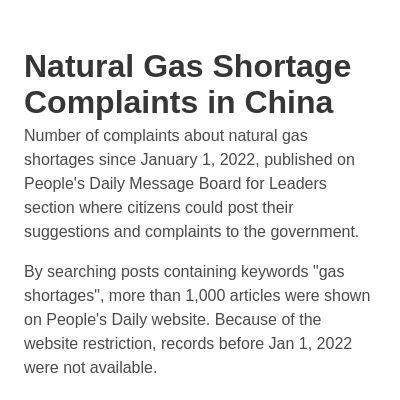 Natural Gas Shortage
Complaints in China
Number of complaints about natural gas
shortages since January 1, 2022, published on
People's Daily Message Board for Leaders
section where citizens could post their
suggestions and complaints to the government.
By searching posts containing keywords "gas
shortages", more than 1,000 articles were shown
on People's Daily website. Because of the
website restriction, records before Jan 1, 2022
were not available.